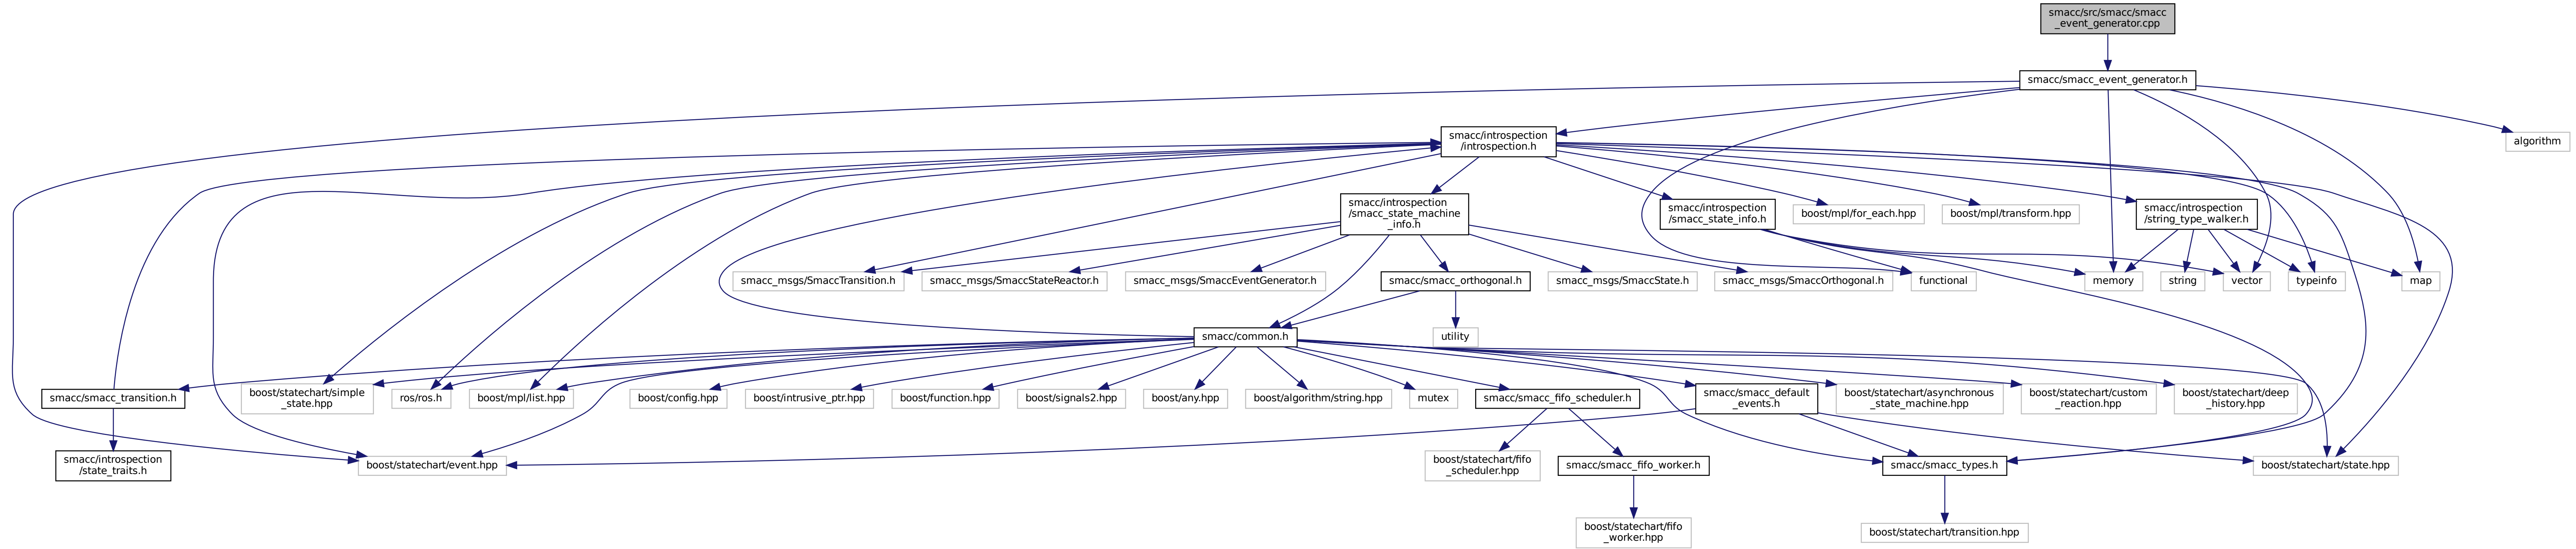 smacc/src/smacc/smacc
_event_generator.cpp
smacc/smacc_event_generator.h
smacc/introspection
/introspection.h
algorithm
smacc/introspection
/smacc_state_machine
_info.h
smacc/introspection
/smacc_state_info.h
boost/mpl/for_each.hpp
boost/mpl/transform.hpp
smacc/introspection
/string_type_walker.h
smacc_msgs/SmaccTransition.h
smacc_msgs/SmaccStateReactor.h
smacc_msgs/SmaccEventGenerator.h
smacc/smacc_orthogonal.h
smacc_msgs/SmaccState.h
smacc_msgs/SmaccOrthogonal.h
functional
memory
string
vector
typeinfo
map
smacc/common.h
utility
smacc/smacc_transition.h
boost/statechart/simple
_state.hpp
ros/ros.h
boost/mpl/list.hpp
boost/config.hpp
boost/intrusive_ptr.hpp
boost/function.hpp
boost/signals2.hpp
boost/any.hpp
boost/algorithm/string.hpp
mutex
smacc/smacc_fifo_scheduler.h
smacc/smacc_default
_events.h
boost/statechart/asynchronous
_state_machine.hpp
boost/statechart/custom
_reaction.hpp
boost/statechart/deep
_history.hpp
smacc/introspection
/state_traits.h
boost/statechart/event.hpp
boost/statechart/fifo
_scheduler.hpp
smacc/smacc_fifo_worker.h
smacc/smacc_types.h
boost/statechart/state.hpp
boost/statechart/fifo
_worker.hpp
boost/statechart/transition.hpp